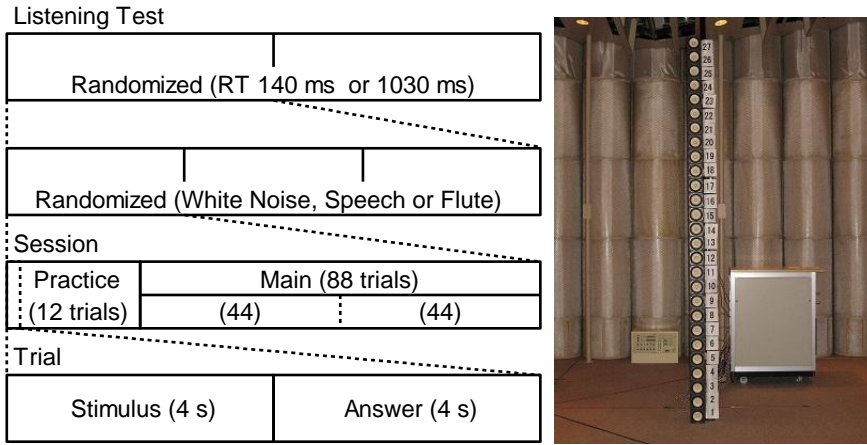 Listening Test
Randomized (RT 140 ms or 1030 ms)
Randomized (White Noise, Speech or Flute)
Session
Practice
(12 trials)
Main (88 trials)
(44)
(44)
Trial
Stimulus (4 s)
Answer (4 s)
27
26
25
24
23
22
21
20
19
18
17
16
15
14
13
12
11
10
9
8
7
6
5
4
3
2
1